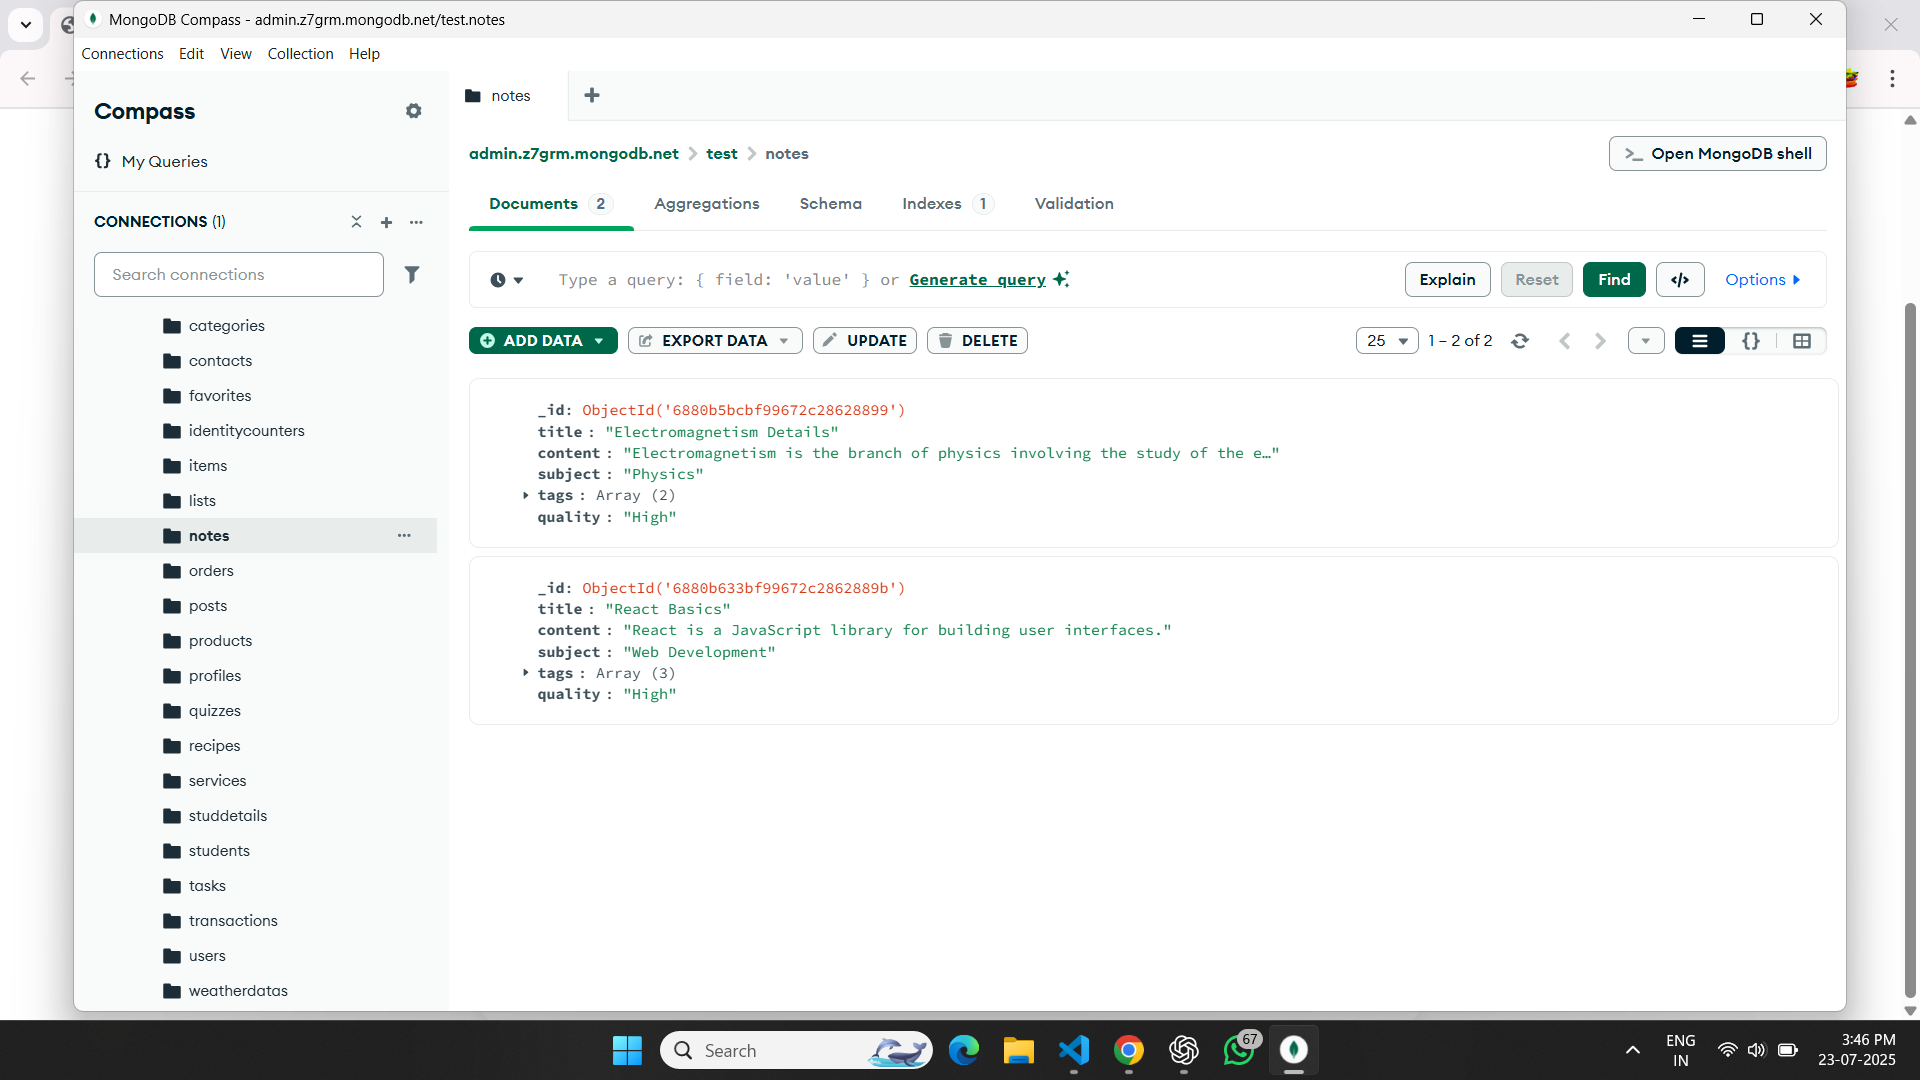 MongoDB Compass - admin.z7grm.mongodb.net/test.notes
Connections Edit View Collection Help
Compass
{} My Queries
CONNECTIONS (1)
Search connections
categories
contacts
favorites
identitycounters
items
lists
notes
orders
posts
products
profiles
quizzes
recipes
services
studdetails
students
tasks
transactions
users
weatherdatas
notes
admin.z7grm.mongodb.net > test > notes
>_ Open MongoDB shell
Documents 2 Aggregations Schema Indexes 1 Validation
Type a query: { field: 'value' } or Generate query
Explain Reset Find </> Options
ADD DATA EXPORT DATA UPDATE DELETE
25 1 – 2 of 2 {}
_id: ObjectId('6880b5bcbf99672c28628899')
title : "Electromagnetism Details"
content : "Electromagnetism is the branch of physics involving the study of the e…"
subject : "Physics"
tags : Array (2)
quality : "High"
_id: ObjectId('6880b633bf99672c2862889b')
title : "React Basics"
content : "React is a JavaScript library for building user interfaces."
subject : "Web Development"
tags : Array (3)
quality : "High"
Search
67
ENG
IN
3:46 PM
23-07-2025